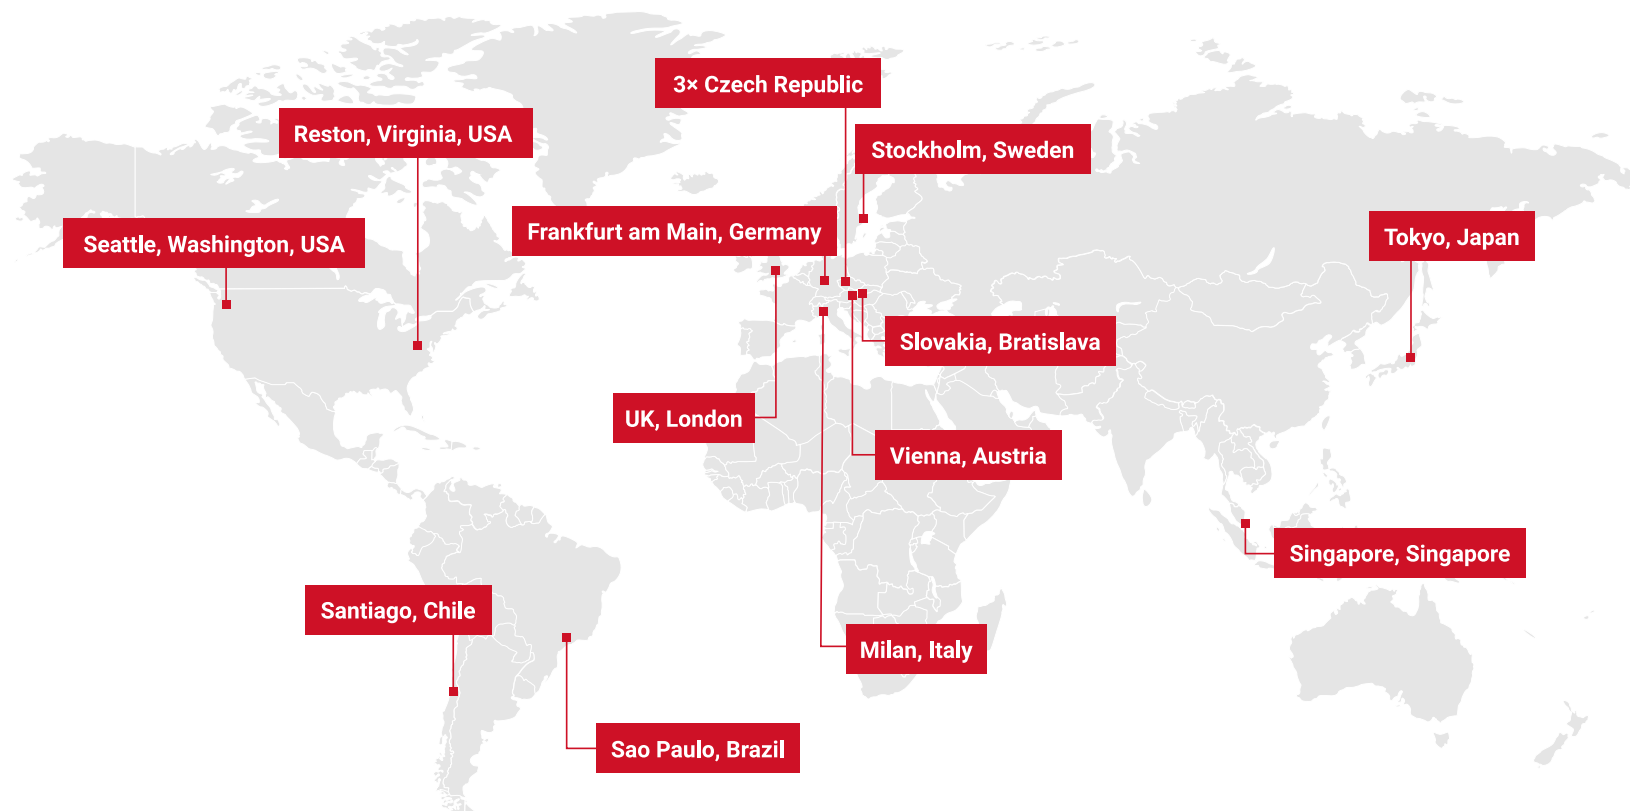 3× Czech Republic
Reston, Virginia, USA
Stockholm, Sweden
Frankfurt am Main, Germany
Seattle, Washington, USA
Tokyo, Japan
Slovakia, Bratislava
UK, London
Vienna, Austria
Singapore, Singapore
Santiago, Chile
Milan, Italy
Sao Paulo, Brazil